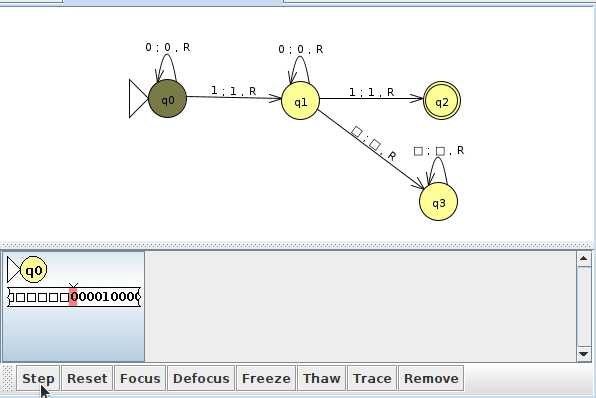 0 ; 0 , R
0 ; 0 , R
q0
1 ; 1 , R
q1
1 ; 1 , R
q2
□ ; □ , R
□ ; □ , R
q3
q0
□□□□□□000010000
Step Reset Focus Defocus Freeze Thaw Trace Remove